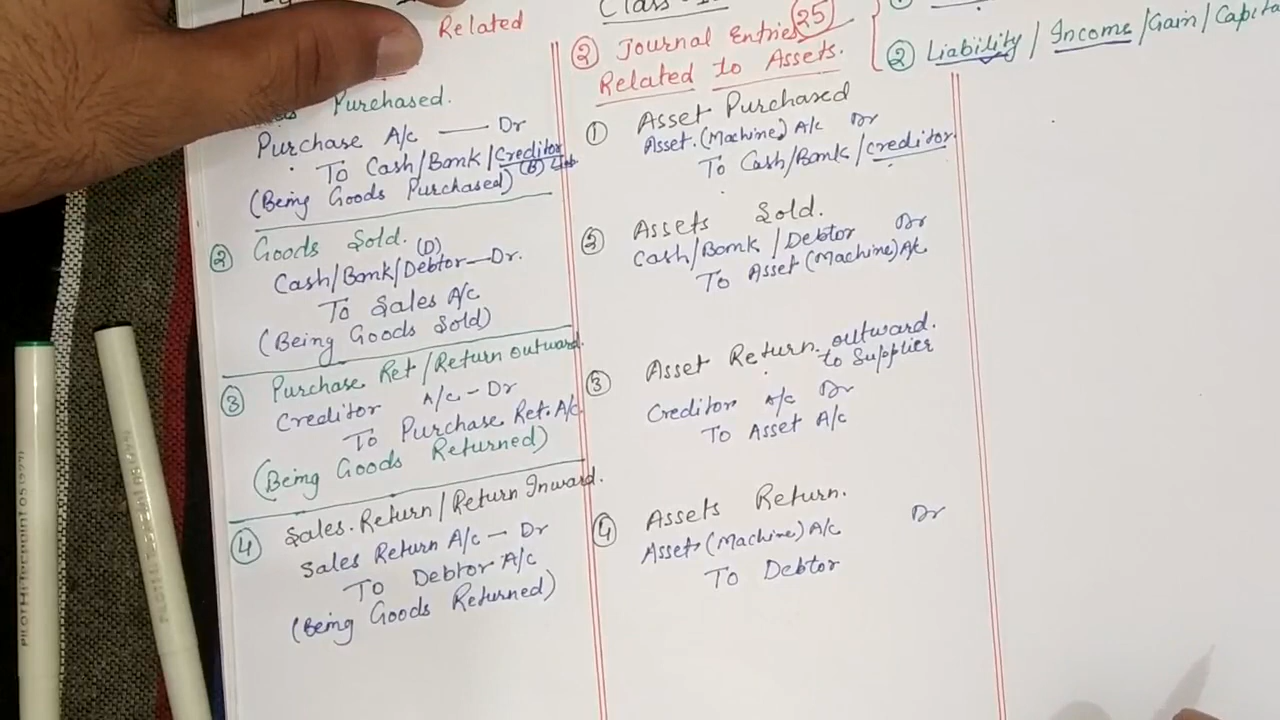 Related
Purchased.
Purchase A/c — Dr
To Cash/Bank/Creditor
(B)
(Being Goods Purchased)
② Goods Sold.
(D)
Cash/Bank/Debtor — Dr.
To Sales A/c
(Being Goods Sold)
③ Purchase Ret/Return outward.
Creditor A/c - Dr
To Purchase Ret. A/c
(Being Goods Returned)
④ Sales. Return/Return Inward.
Sales Return A/c — Dr
To Debtor A/c
(Being Goods Returned)
Class
② Journal Entries 25
Related to Assets.
① Asset Purchased
Asset. (Machine) A/c Dr
To Cash/Bank/creditor.
② Assets Sold.
Cash/Bank/Debtor Dr
To Asset (Machine) A/c
③ Asset Return. outward.
to Supplier
Creditor A/c Dr
To Asset A/c
④ Assets Return.
Assets (Machine) A/c Dr
To Debtor
② Liability / Income/Gain/Capita
PILOT Hi-Tecpoint 05